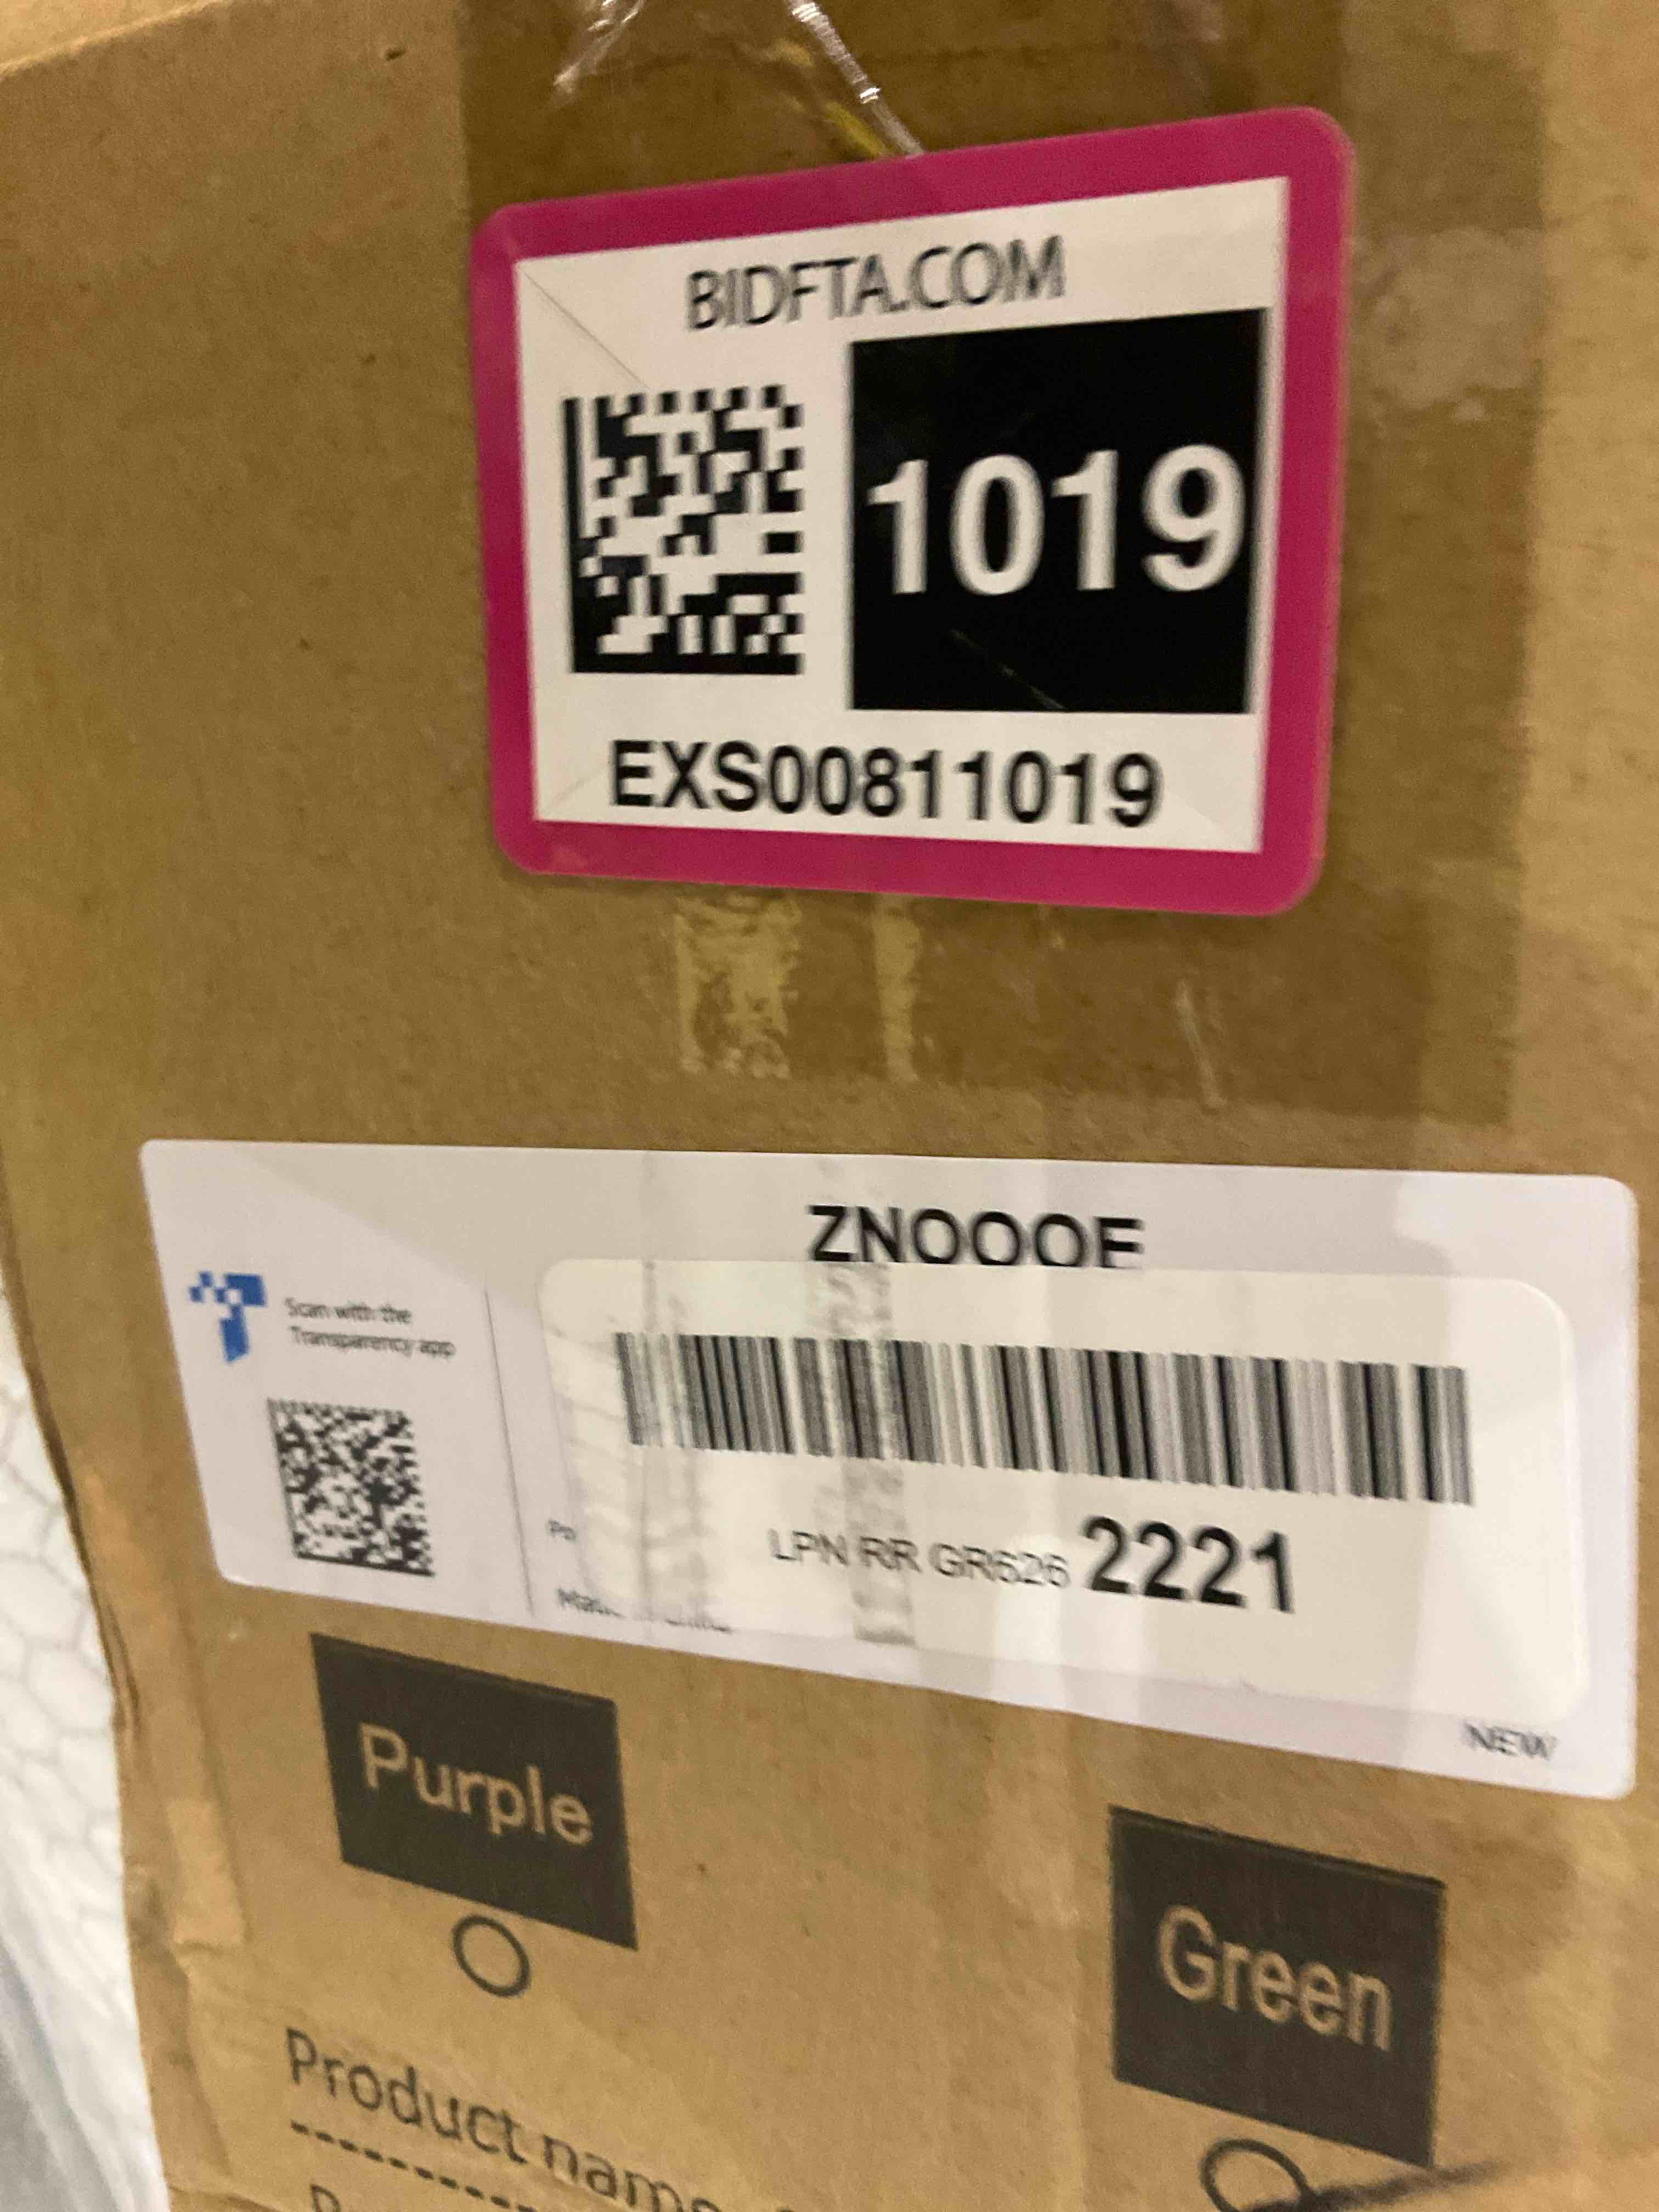 BIDFTA.COM
1019
EXS00811019
ZNOOOE
Scan with the
Transparency app
LPN RR GR626 2221
NEW
Purple
Green
Product name